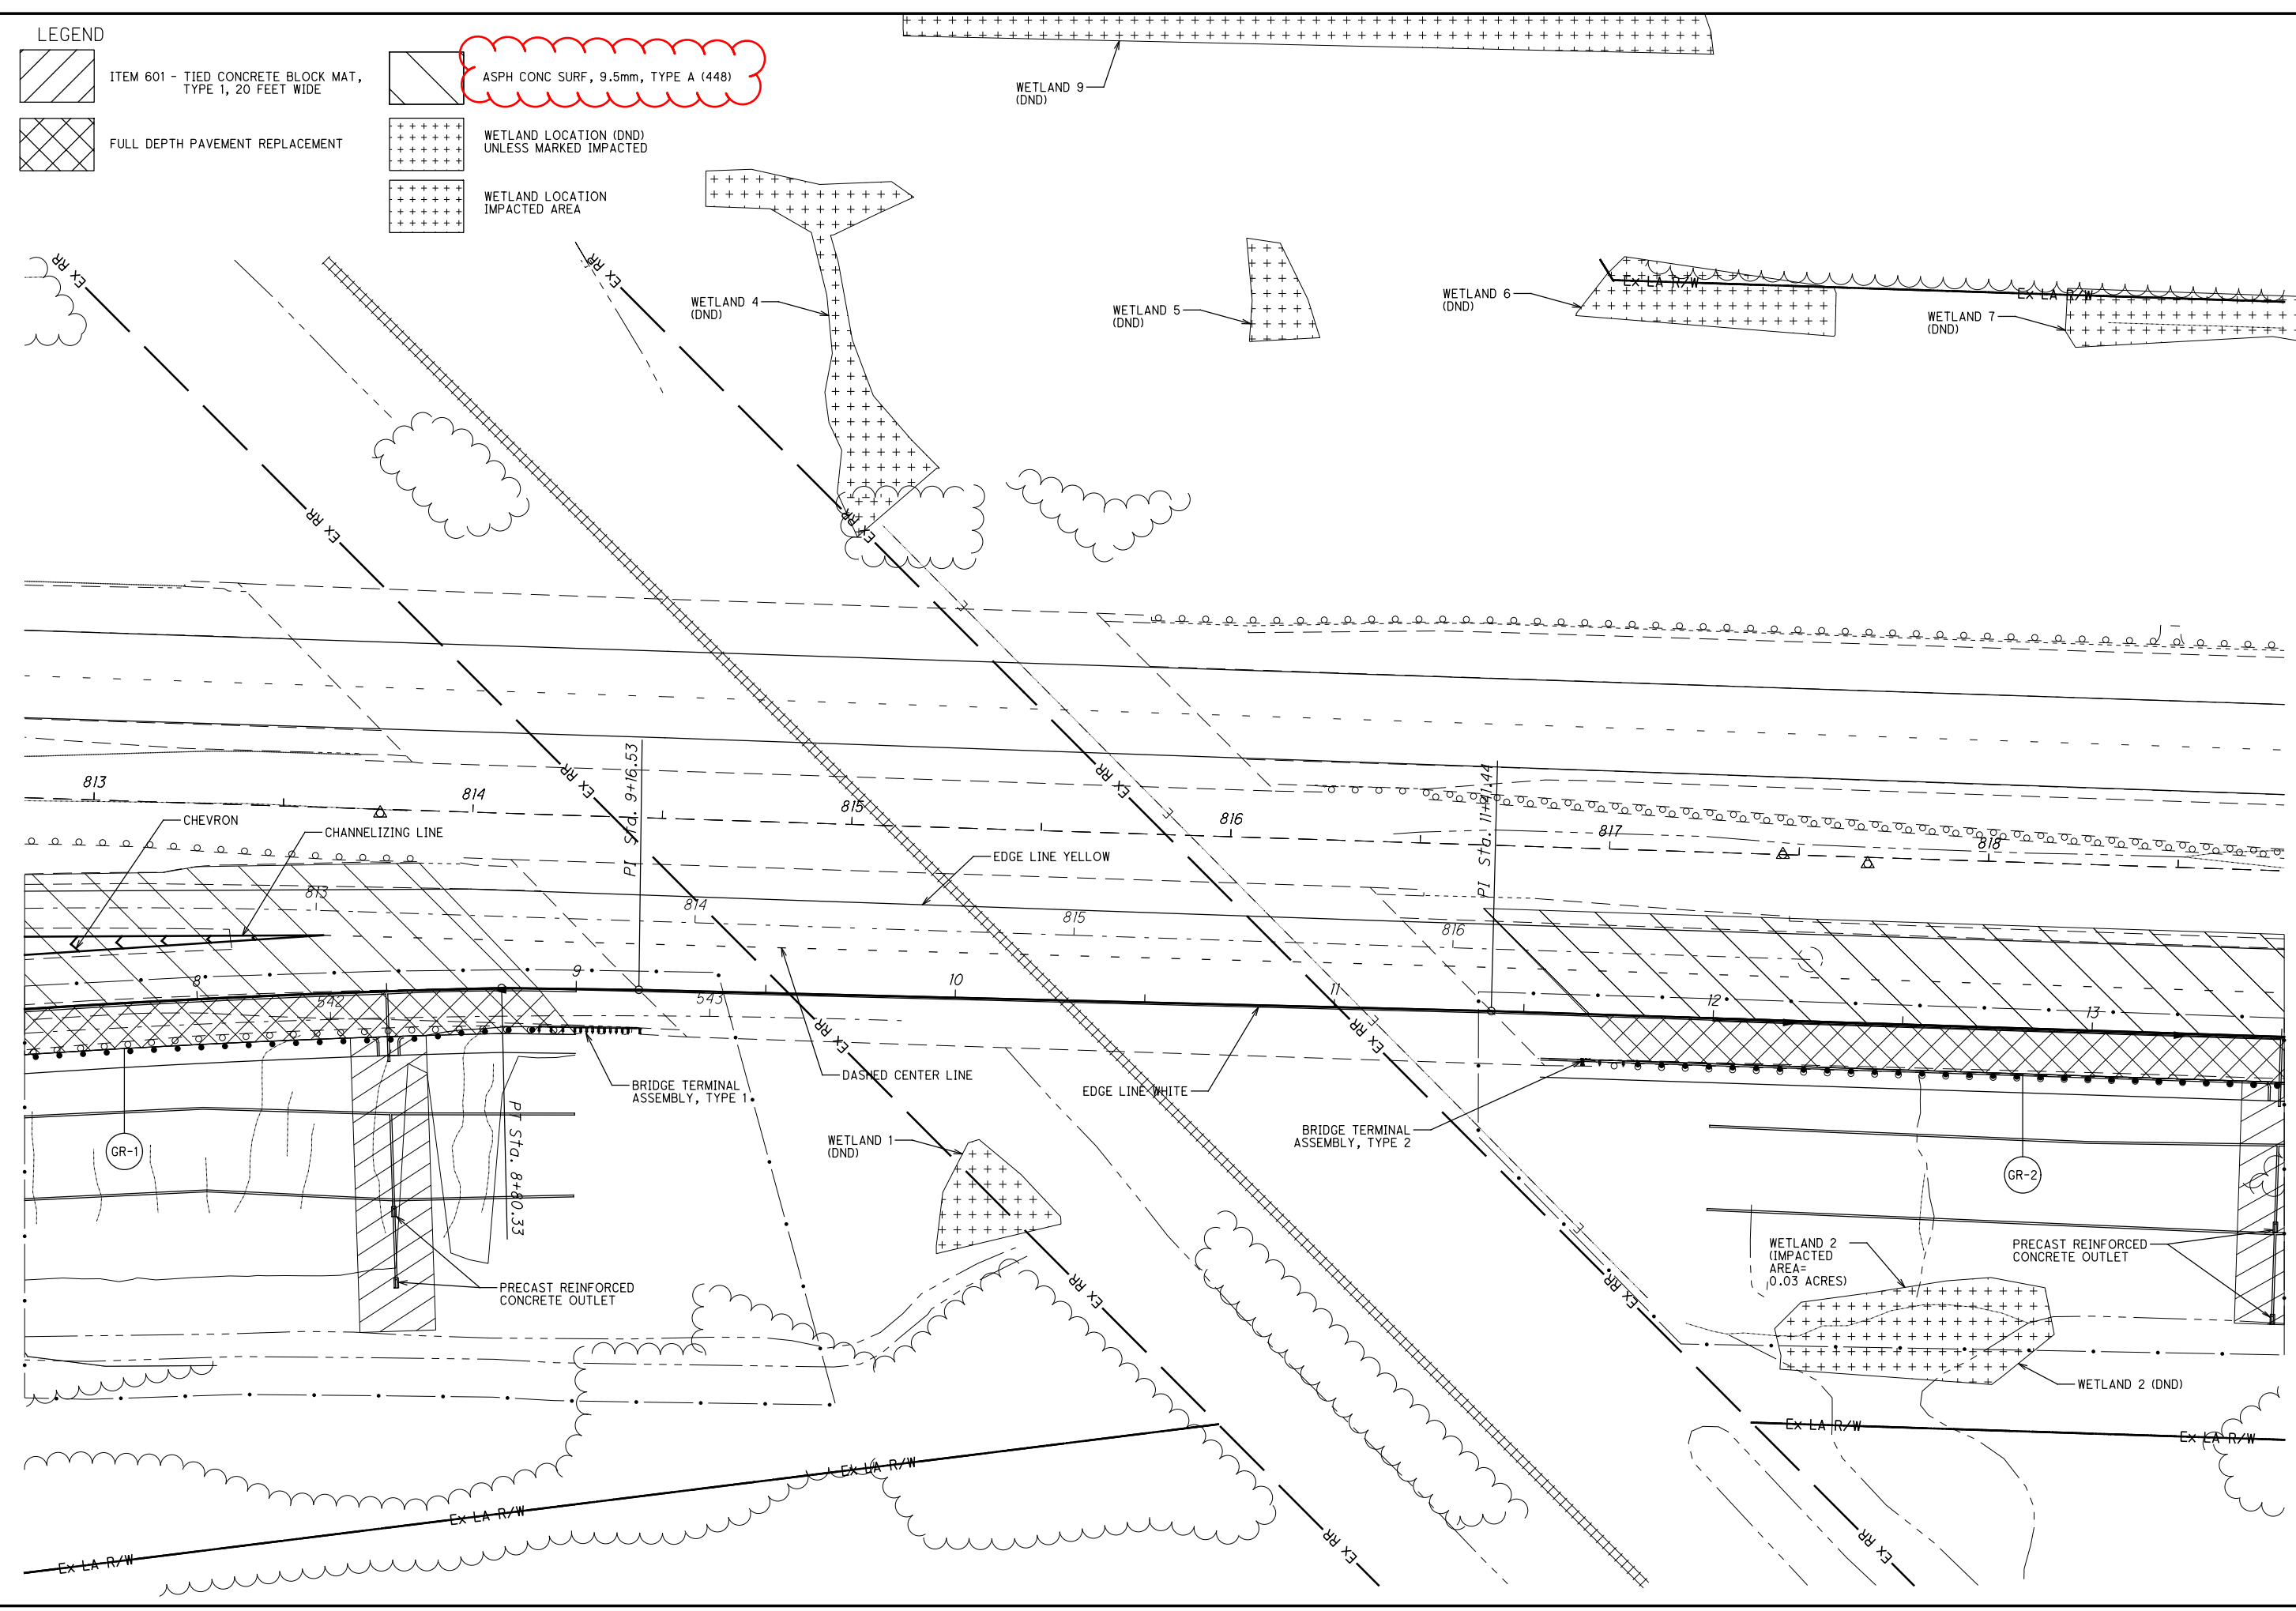 LEGEND
ITEM 601 - TIED CONCRETE BLOCK MAT,
TYPE 1, 20 FEET WIDE
FULL DEPTH PAVEMENT REPLACEMENT
ASPH CONC SURF, 9.5mm, TYPE A (448)
WETLAND LOCATION (DND)
UNLESS MARKED IMPACTED
WETLAND LOCATION
IMPACTED AREA
WETLAND 9
(DND)
EX RR
EX RR
WETLAND 4
(DND)
WETLAND 5
(DND)
WETLAND 6
(DND)
Ex LA R/W
Ex LA R/W
WETLAND 7
(DND)
EX RR
EX RR
EX RR
EX RR
PI Sta. 9+16.53
PI Sta. 11+41.44
813
814
815
816
817
818
CHEVRON
CHANNELIZING LINE
EDGE LINE YELLOW
813
814
815
816
8
9
10
11
12
13
542
543
EX RR
EX RR
DASHED CENTER LINE
EDGE LINE WHITE
BRIDGE TERMINAL
ASSEMBLY, TYPE 1
BRIDGE TERMINAL
ASSEMBLY, TYPE 2
GR-1
PT Sta. 8+80.33
WETLAND 1
(DND)
GR-2
WETLAND 2
(IMPACTED
AREA=
0.03 ACRES)
PRECAST REINFORCED
CONCRETE OUTLET
PRECAST REINFORCED
CONCRETE OUTLET
EX RR
EX RR
WETLAND 2 (DND)
Ex LA R/W
Ex LA R/W
Ex LA R/W
Ex LA R/W
Ex LA R/W
EX RR
EX RR